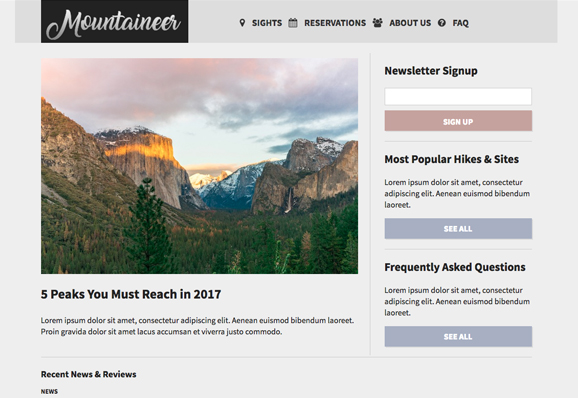 Mountaineer
SIGHTS RESERVATIONS ABOUT US FAQ
5 Peaks You Must Reach in 2017
Lorem ipsum dolor sit amet, consectetur adipiscing elit. Aenean euismod bibendum laoreet.
Proin gravida dolor sit amet lacus accumsan et viverra justo commodo.
Newsletter Signup
SIGN UP
Most Popular Hikes & Sites
Lorem ipsum dolor sit amet, consectetur
adipiscing elit. Aenean euismod bibendum
laoreet.
SEE ALL
Frequently Asked Questions
Lorem ipsum dolor sit amet, consectetur
adipiscing elit. Aenean euismod bibendum
laoreet.
SEE ALL
Recent News & Reviews
NEWS